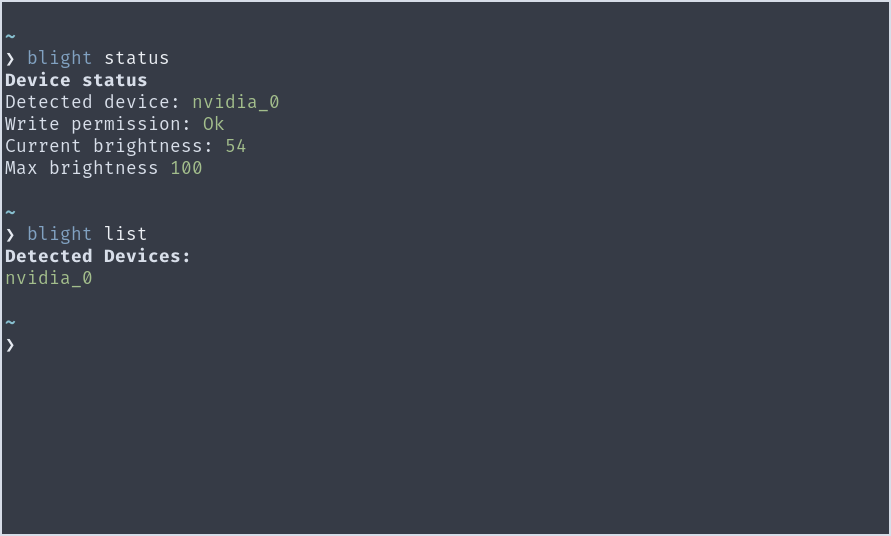 ~
❯ blight status
Device status
Detected device: nvidia_0
Write permission: Ok
Current brightness: 54
Max brightness 100
~
❯ blight list
Detected Devices:
nvidia_0
~
❯